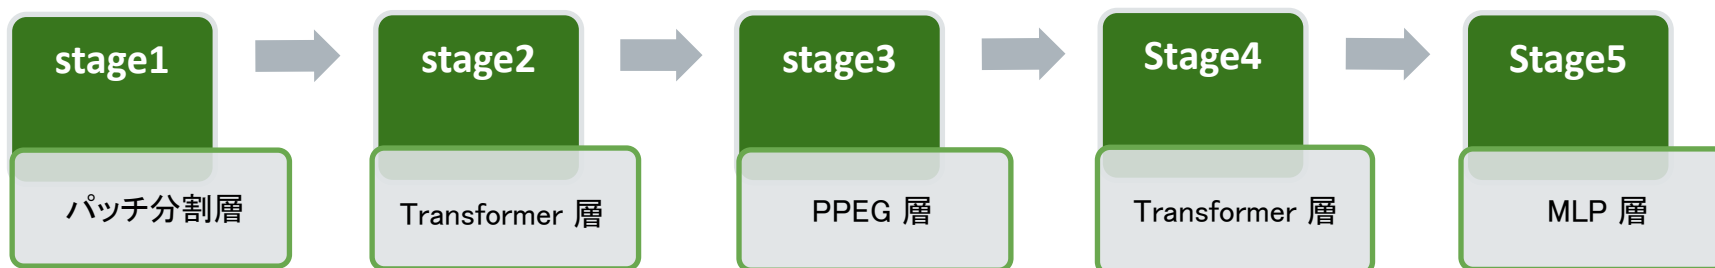 stage1
stage2
stage3
Stage4
Stage5
パッチ分割層
Transformer 層
PPEG 層
Transformer 層
MLP 層